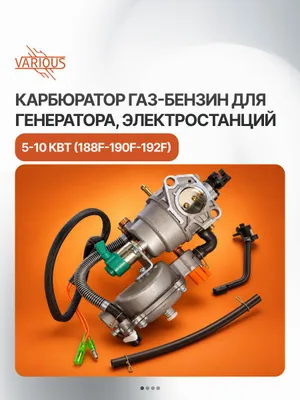 VARIOUS
КАРБЮРАТОР ГАЗ-БЕНЗИН ДЛЯ
ГЕНЕРАТОРА, ЭЛЕКТРОСТАНЦИЙ
5-10 КВТ (188F-190F-192F)